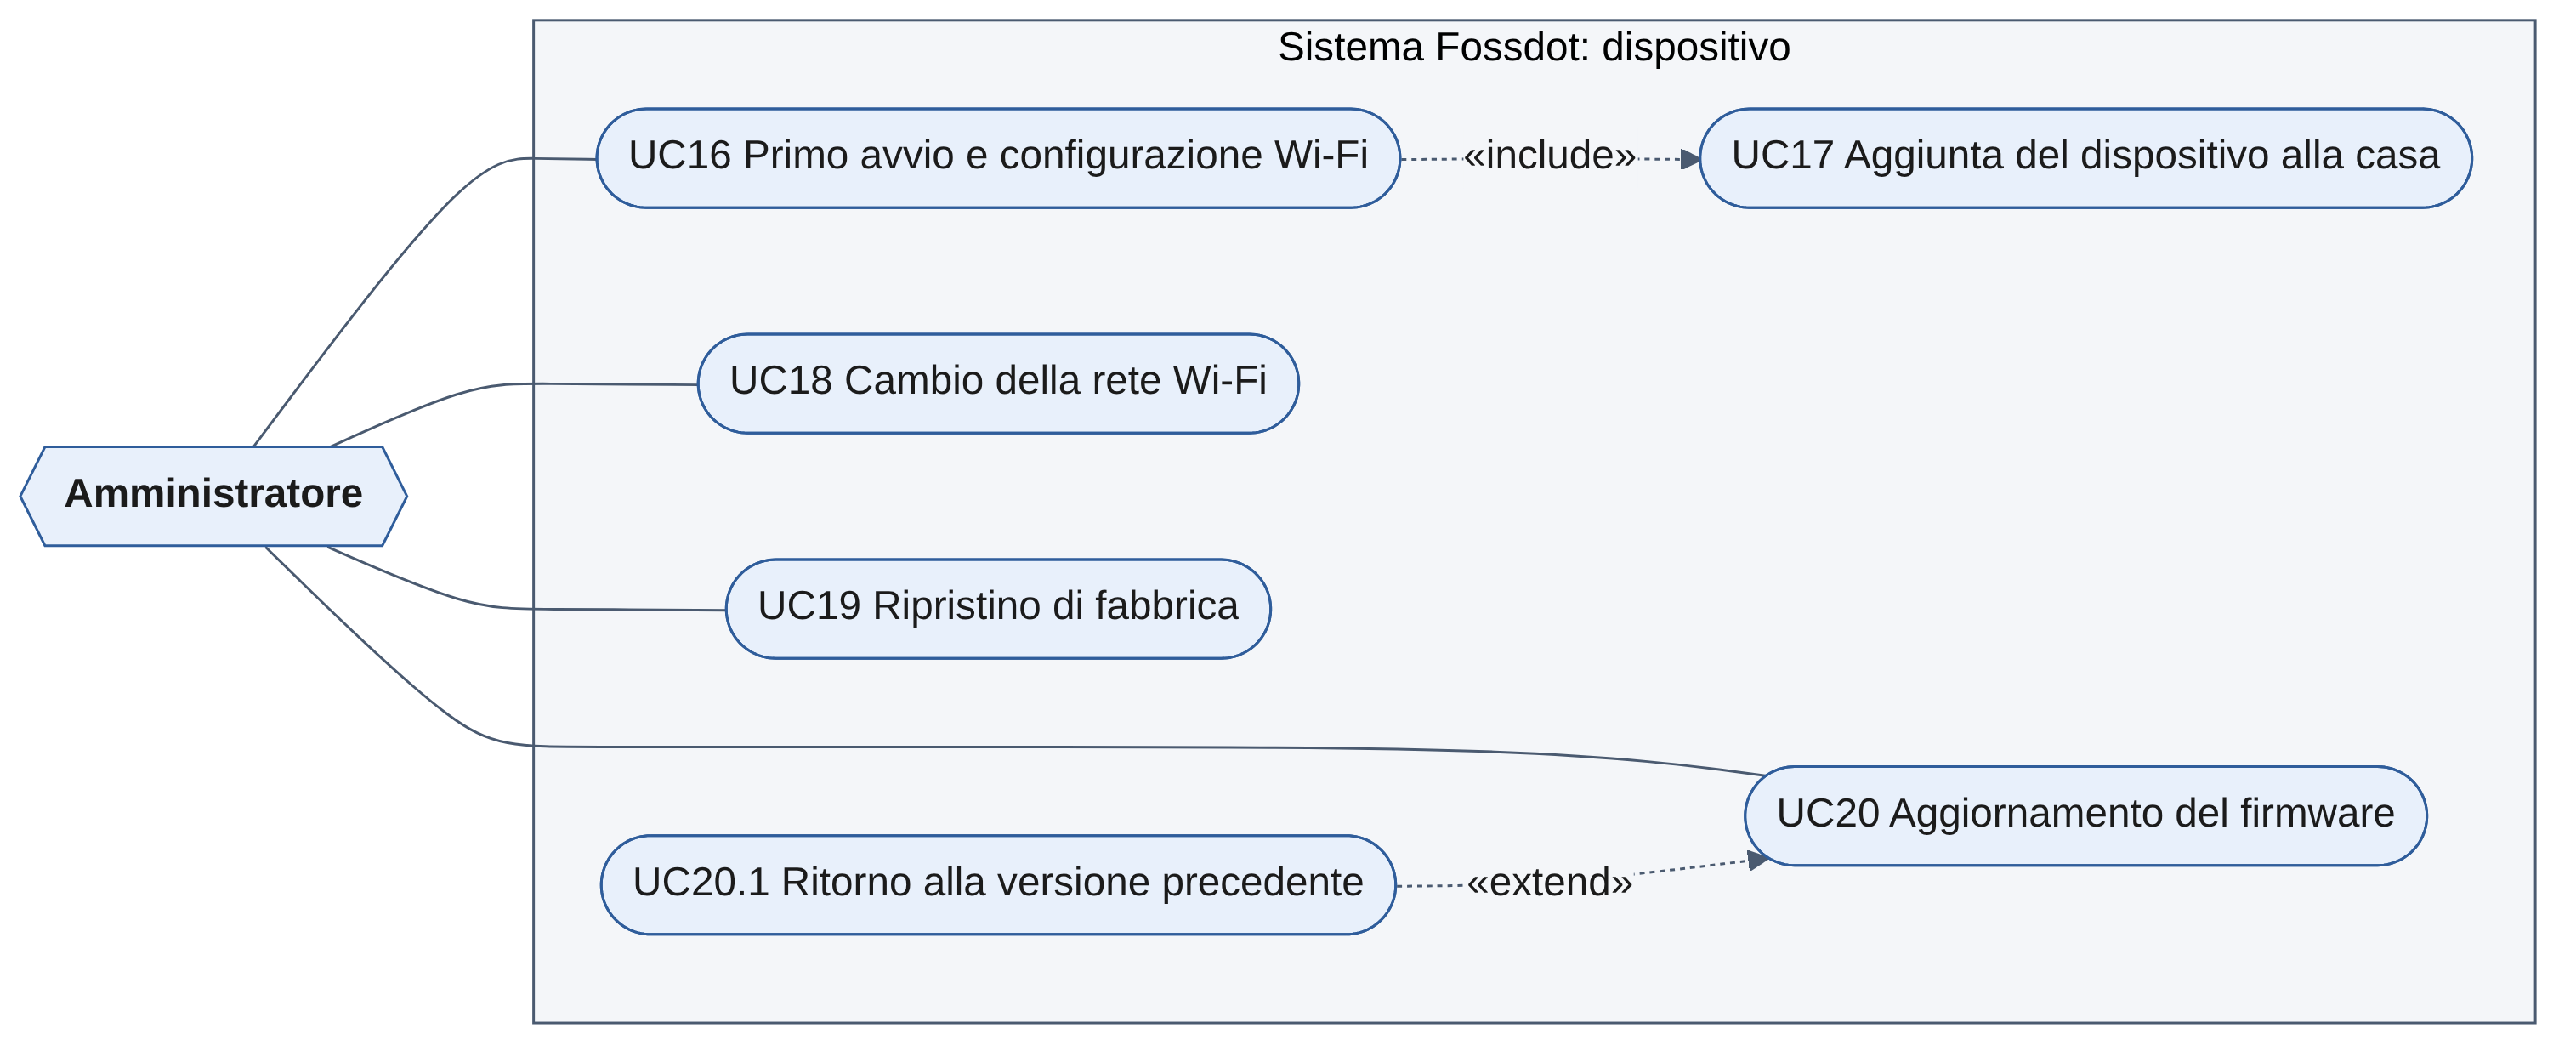 Sistema Fossdot: dispositivo
UC16 Primo avvio e configurazione Wi-Fi
«include»
UC17 Aggiunta del dispositivo alla casa
UC18 Cambio della rete Wi-Fi
Amministratore
UC19 Ripristino di fabbrica
UC20 Aggiornamento del firmware
UC20.1 Ritorno alla versione precedente
«extend»